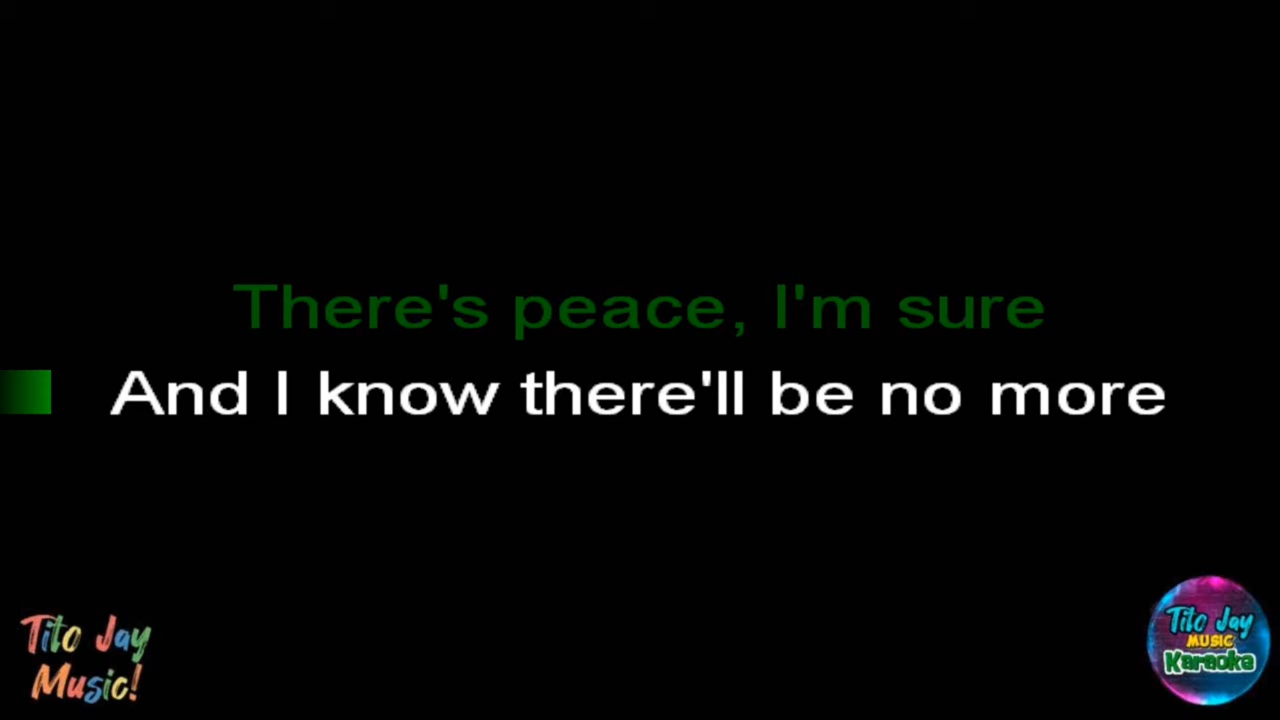 There's peace, I'm sure
And I know there'll be no more
Tito Jay
Music!
Tito Jay
MUSIC
Karaoke